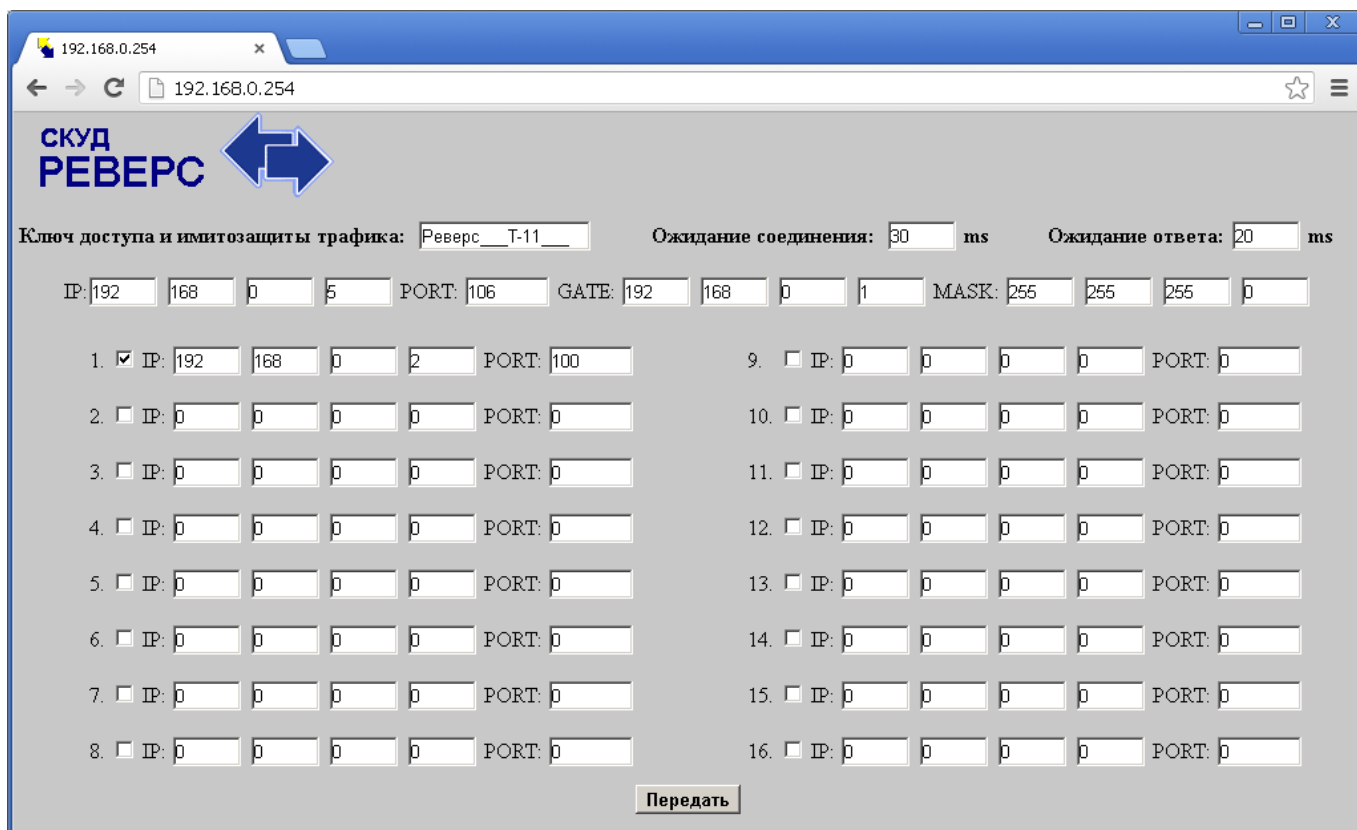 192.168.0.254
192.168.0.254
СКУД
РЕВЕРС
Ключ доступа и имитозащиты трафика: Реверс___Т-11___ Ожидание соединения: 30 ms Ожидание ответа: 20 ms
IP: 192 168 0 5 PORT: 106 GATE: 192 168 0 1 MASK: 255 255 255 0
1. IP: 192 168 0 2 PORT: 100 9. IP: 0 0 0 0 PORT: 0
2. IP: 0 0 0 0 PORT: 0 10. IP: 0 0 0 0 PORT: 0
3. IP: 0 0 0 0 PORT: 0 11. IP: 0 0 0 0 PORT: 0
4. IP: 0 0 0 0 PORT: 0 12. IP: 0 0 0 0 PORT: 0
5. IP: 0 0 0 0 PORT: 0 13. IP: 0 0 0 0 PORT: 0
6. IP: 0 0 0 0 PORT: 0 14. IP: 0 0 0 0 PORT: 0
7. IP: 0 0 0 0 PORT: 0 15. IP: 0 0 0 0 PORT: 0
8. IP: 0 0 0 0 PORT: 0 16. IP: 0 0 0 0 PORT: 0
Передать